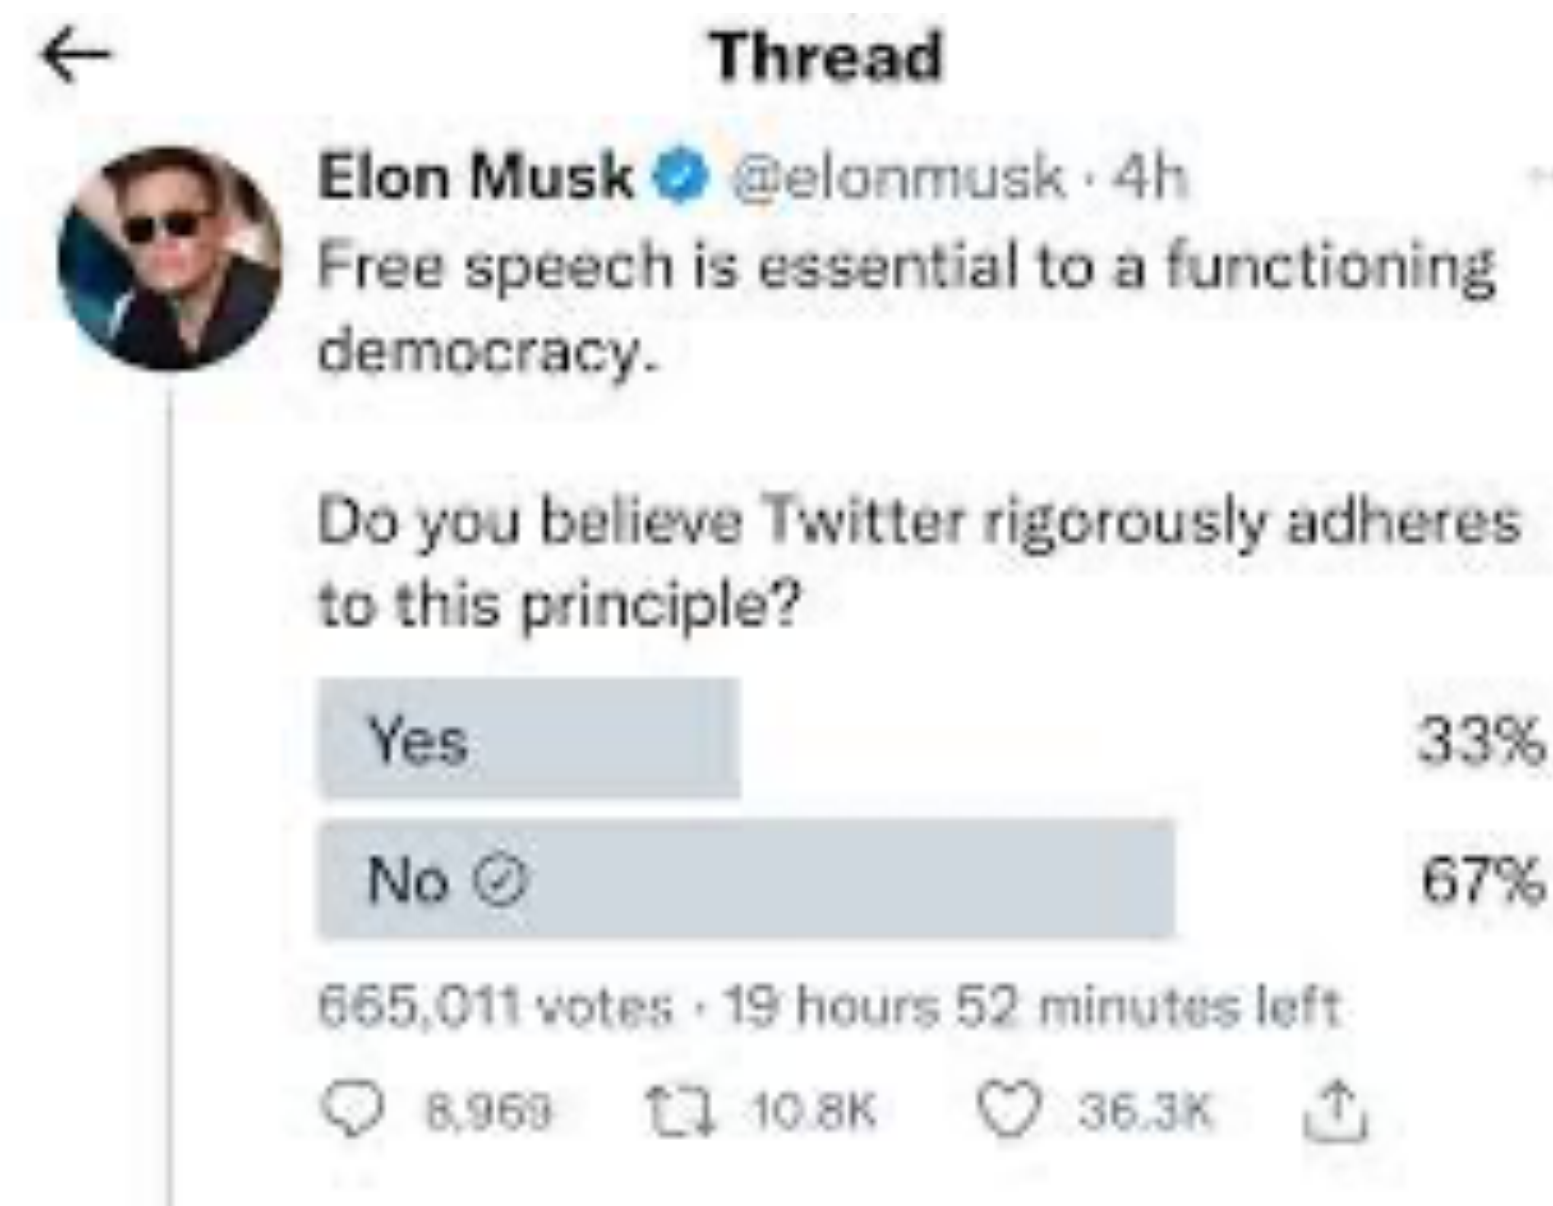 Thread
Elon Musk @elonmusk · 4h
Free speech is essential to a functioning
democracy.
Do you believe Twitter rigorously adheres
to this principle?
Yes 33%
No 67%
665,011 votes · 19 hours 52 minutes left
8,969 10.8K 36.3K